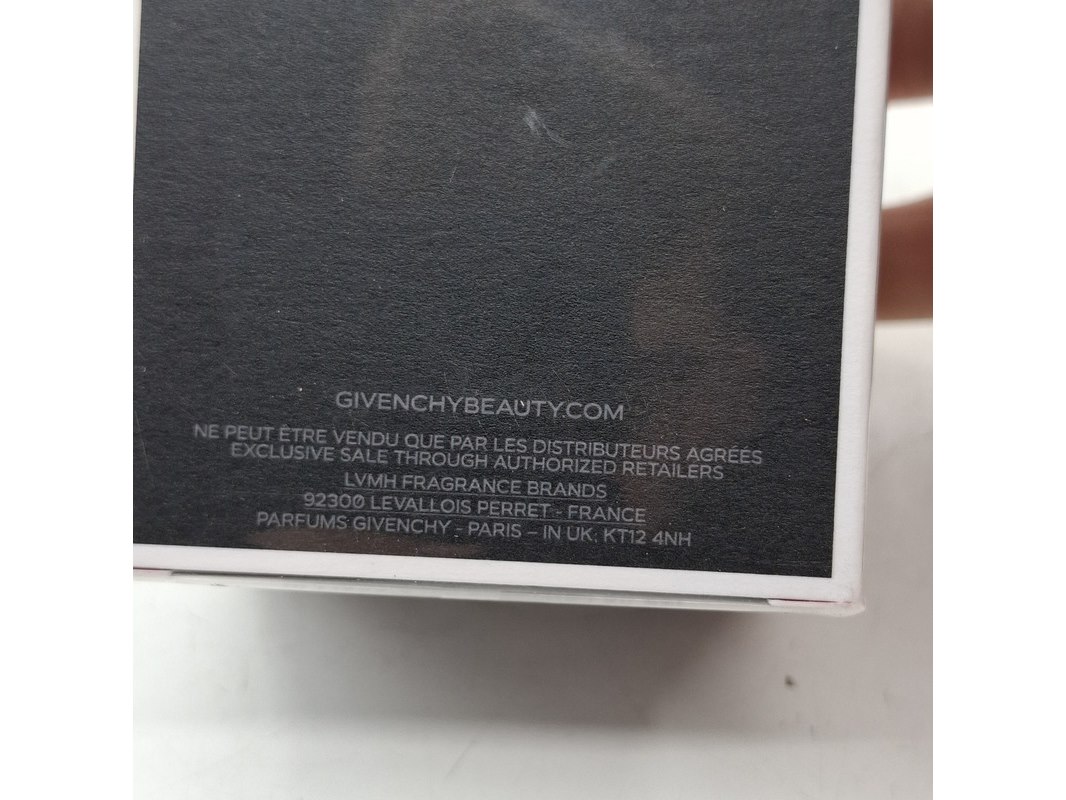 GIVENCHYBEAUTY.COM
NE PEUT ÊTRE VENDU QUE PAR LES DISTRIBUTEURS AGRÉÉS
EXCLUSIVE SALE THROUGH AUTHORIZED RETAILERS
LVMH FRAGRANCE BRANDS
92300 LEVALLOIS PERRET - FRANCE
PARFUMS GIVENCHY - PARIS – IN UK, KT12 4NH